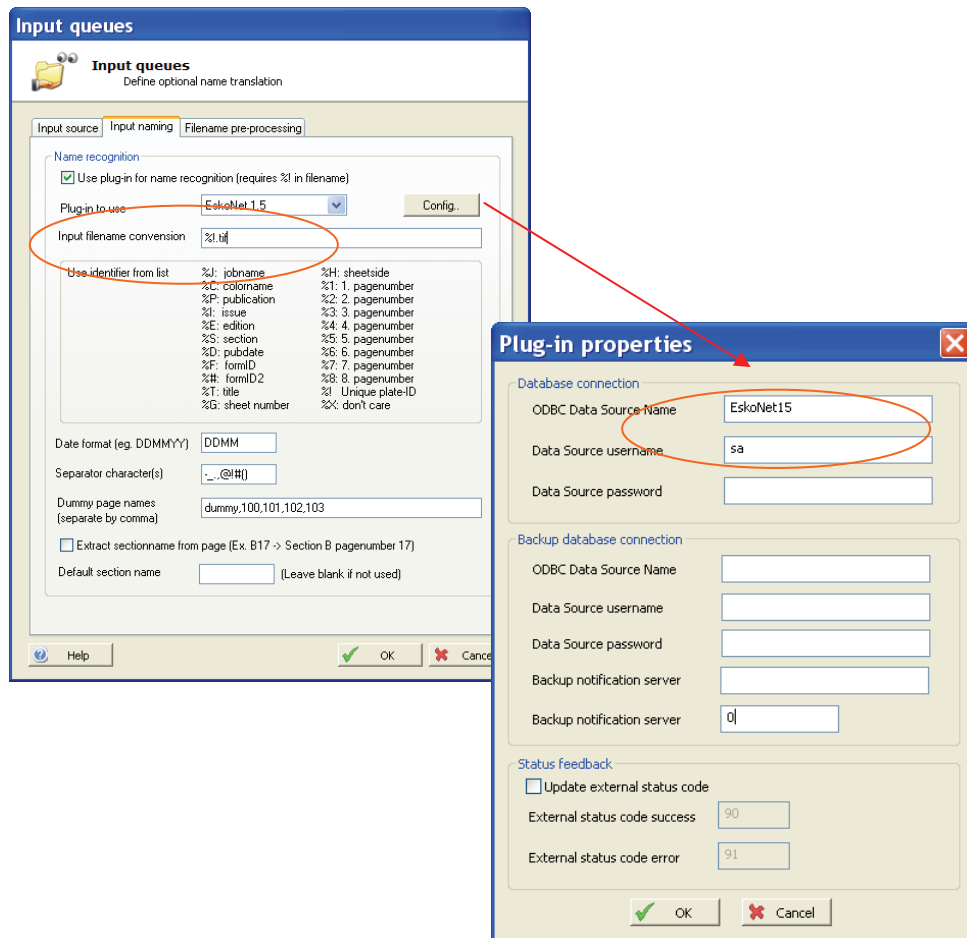 Input queues
Input queues
Define optional name translation
Input source Input naming Filename pre-processing
Name recognition
Use plug-in for name recognition (requires %! in filename)
Plug-in to use EskoNet 1.5 Config..
Input filename convension %!.tif
Use identifier from list %J: jobname %H: sheetside
%C: colorname %1: 1. pagenumber
%P: publication %2: 2. pagenumber
%I: issue %3: 3. pagenumber
%E: edition %4: 4. pagenumber
%S: section %5: 5. pagenumber
%D: pubdate %6: 6. pagenumber
%F: formID %7: 7. pagenumber
%#: formID2 %8: 8. pagenumber
%T: title %! Unique plate-ID
%G: sheet number %X: don't care
Date format (eg. DDMMYY) DDMM
Separator character(s) -_.,@!#()
Dummy page names
(separate by comma) dummy,100,101,102,103
Extract sectionname from page (Ex. B17 -> Section B pagenumber 17)
Default section name (Leave blank if not used)
Help OK Cance
Plug-in properties
Database connection
ODBC Data Source Name EskoNet15
Data Source username sa
Data Source password
Backup database connection
ODBC Data Source Name
Data Source username
Data Source password
Backup notification server
Backup notification server 0
Status feedback
Update external status code
External status code success 90
External status code error 91
OK Cancel